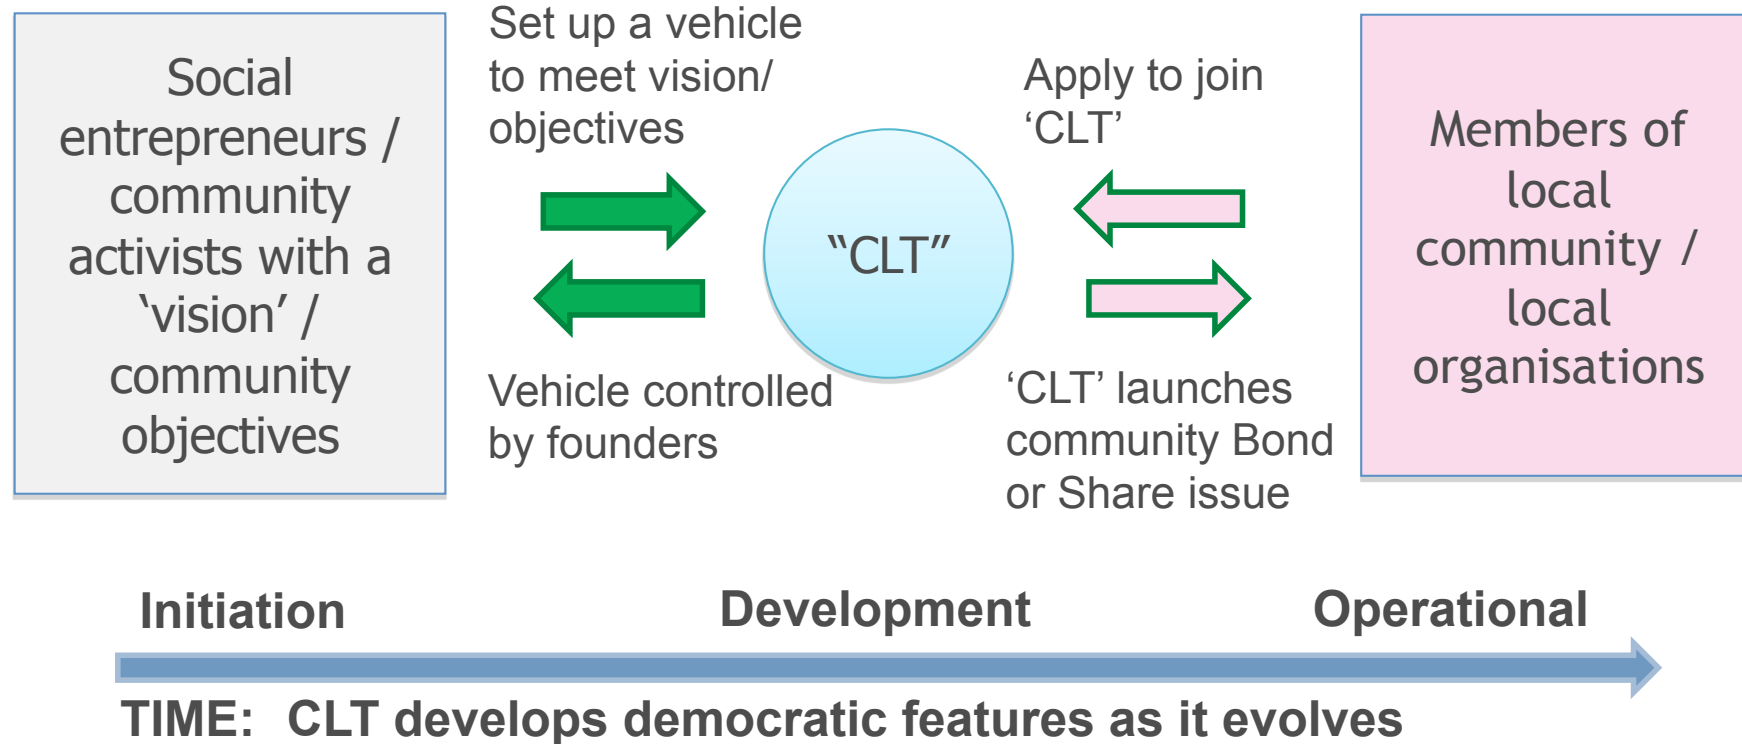 Social
entrepreneurs /
community
activists with a
‘vision’ /
community
objectives
Set up a vehicle
to meet vision/
objectives
Vehicle controlled
by founders
“CLT”
Apply to join
‘CLT’
‘CLT’ launches
community Bond
or Share issue
Members of
local
community /
local
organisations
Initiation
Development
Operational
TIME: CLT develops democratic features as it evolves